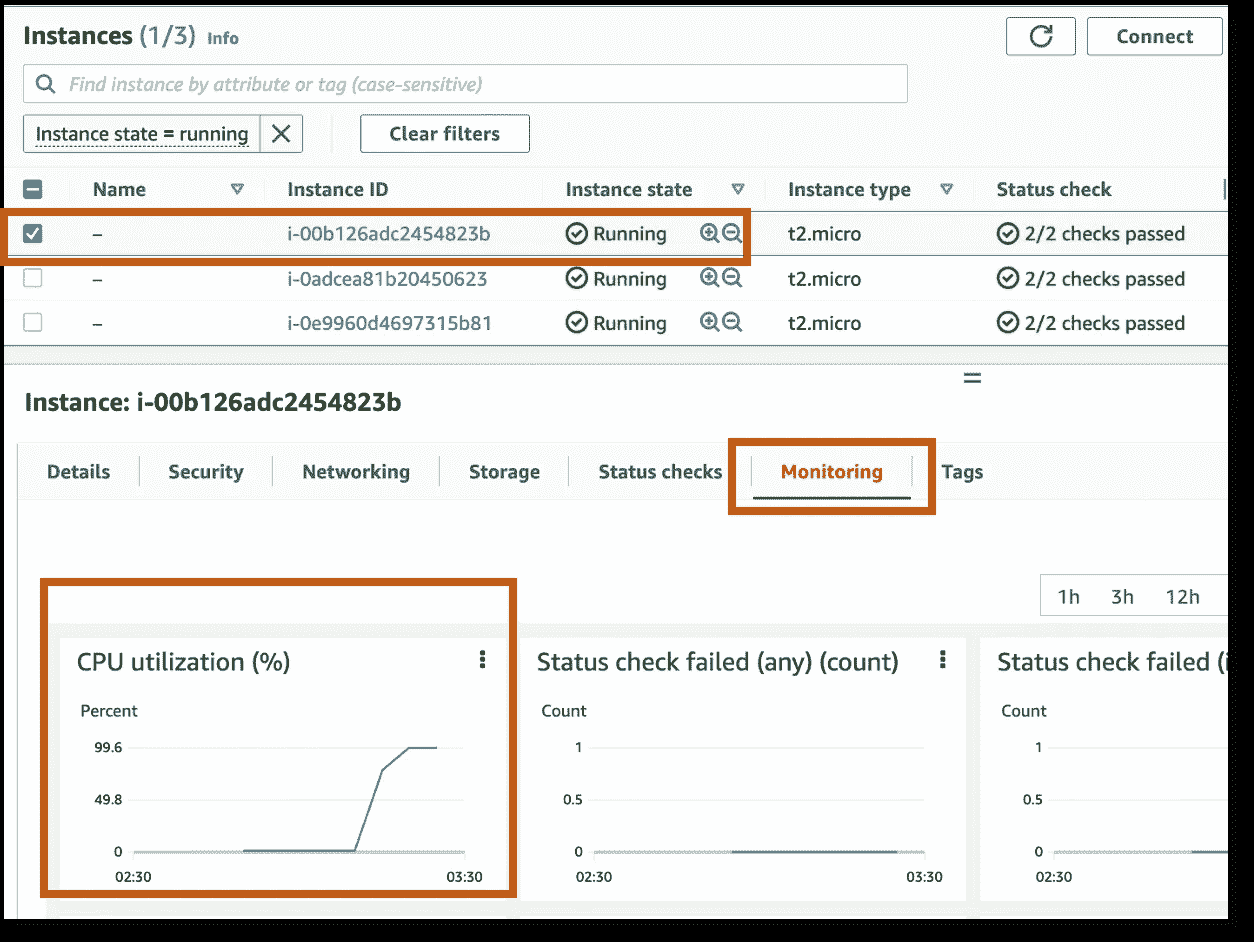 Instances (1/3) Info
Connect
Find instance by attribute or tag (case-sensitive)
Instance state = running
Clear filters
Name Instance ID Instance state Instance type Status check
– i-00b126adc2454823b Running t2.micro 2/2 checks passed
– i-0adcea81b20450623 Running t2.micro 2/2 checks passed
– i-0e9960d4697315b81 Running t2.micro 2/2 checks passed
Instance: i-00b126adc2454823b
Details Security Networking Storage Status checks Monitoring Tags
1h 3h 12h
CPU utilization (%)
Percent
99.6
49.8
0
02:30 03:30
Status check failed (any) (count)
Count
1
0.5
0
02:30 03:30
Status check failed (i
Count
1
0.5
0
02:30